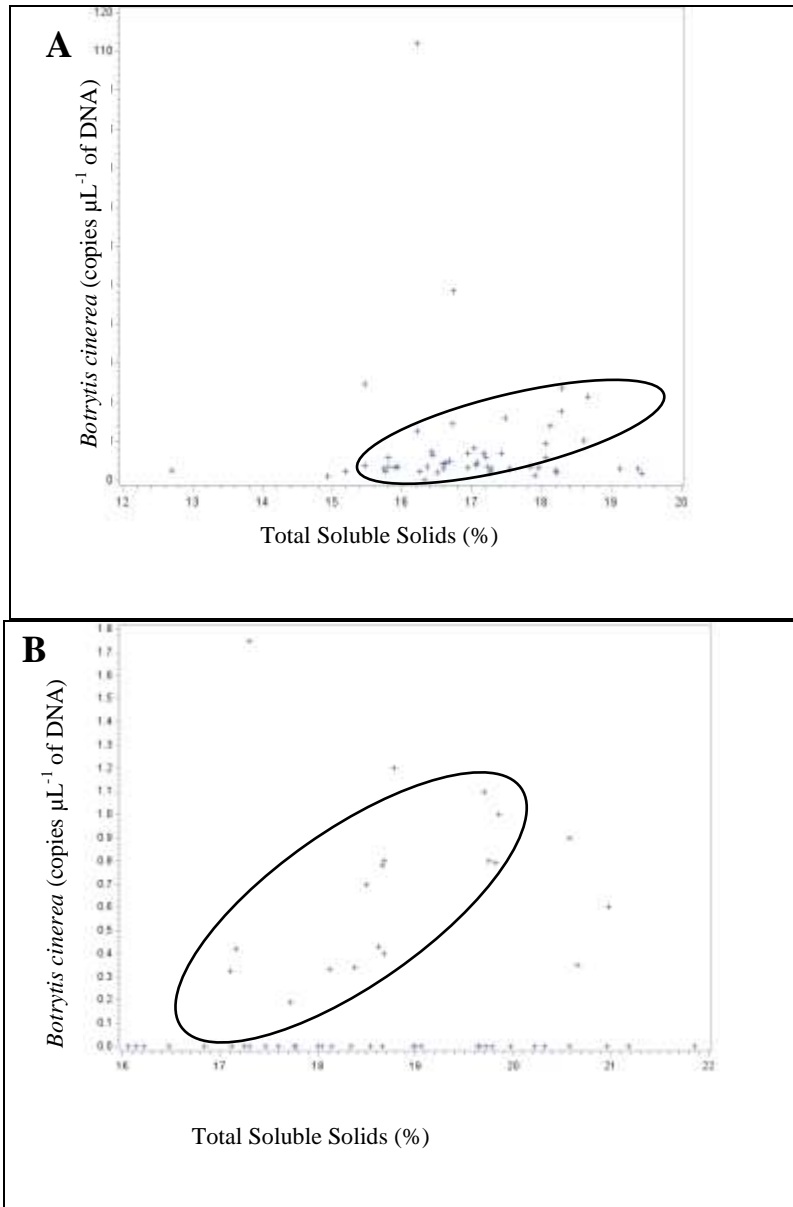 A
120
110
0
Botrytis cinerea (copies µL⁻¹ of DNA)
12 13 14 15 16 17 18 19 20
Total Soluble Solids (%)
B
1.8
1.7
1.6
1.5
1.4
1.3
1.2
1.1
1.0
0.9
0.8
0.7
0.6
0.5
0.4
0.3
0.2
0.1
0.0
Botrytis cinerea (copies µL⁻¹ of DNA)
16 17 18 19 20 21 22
Total Soluble Solids (%)